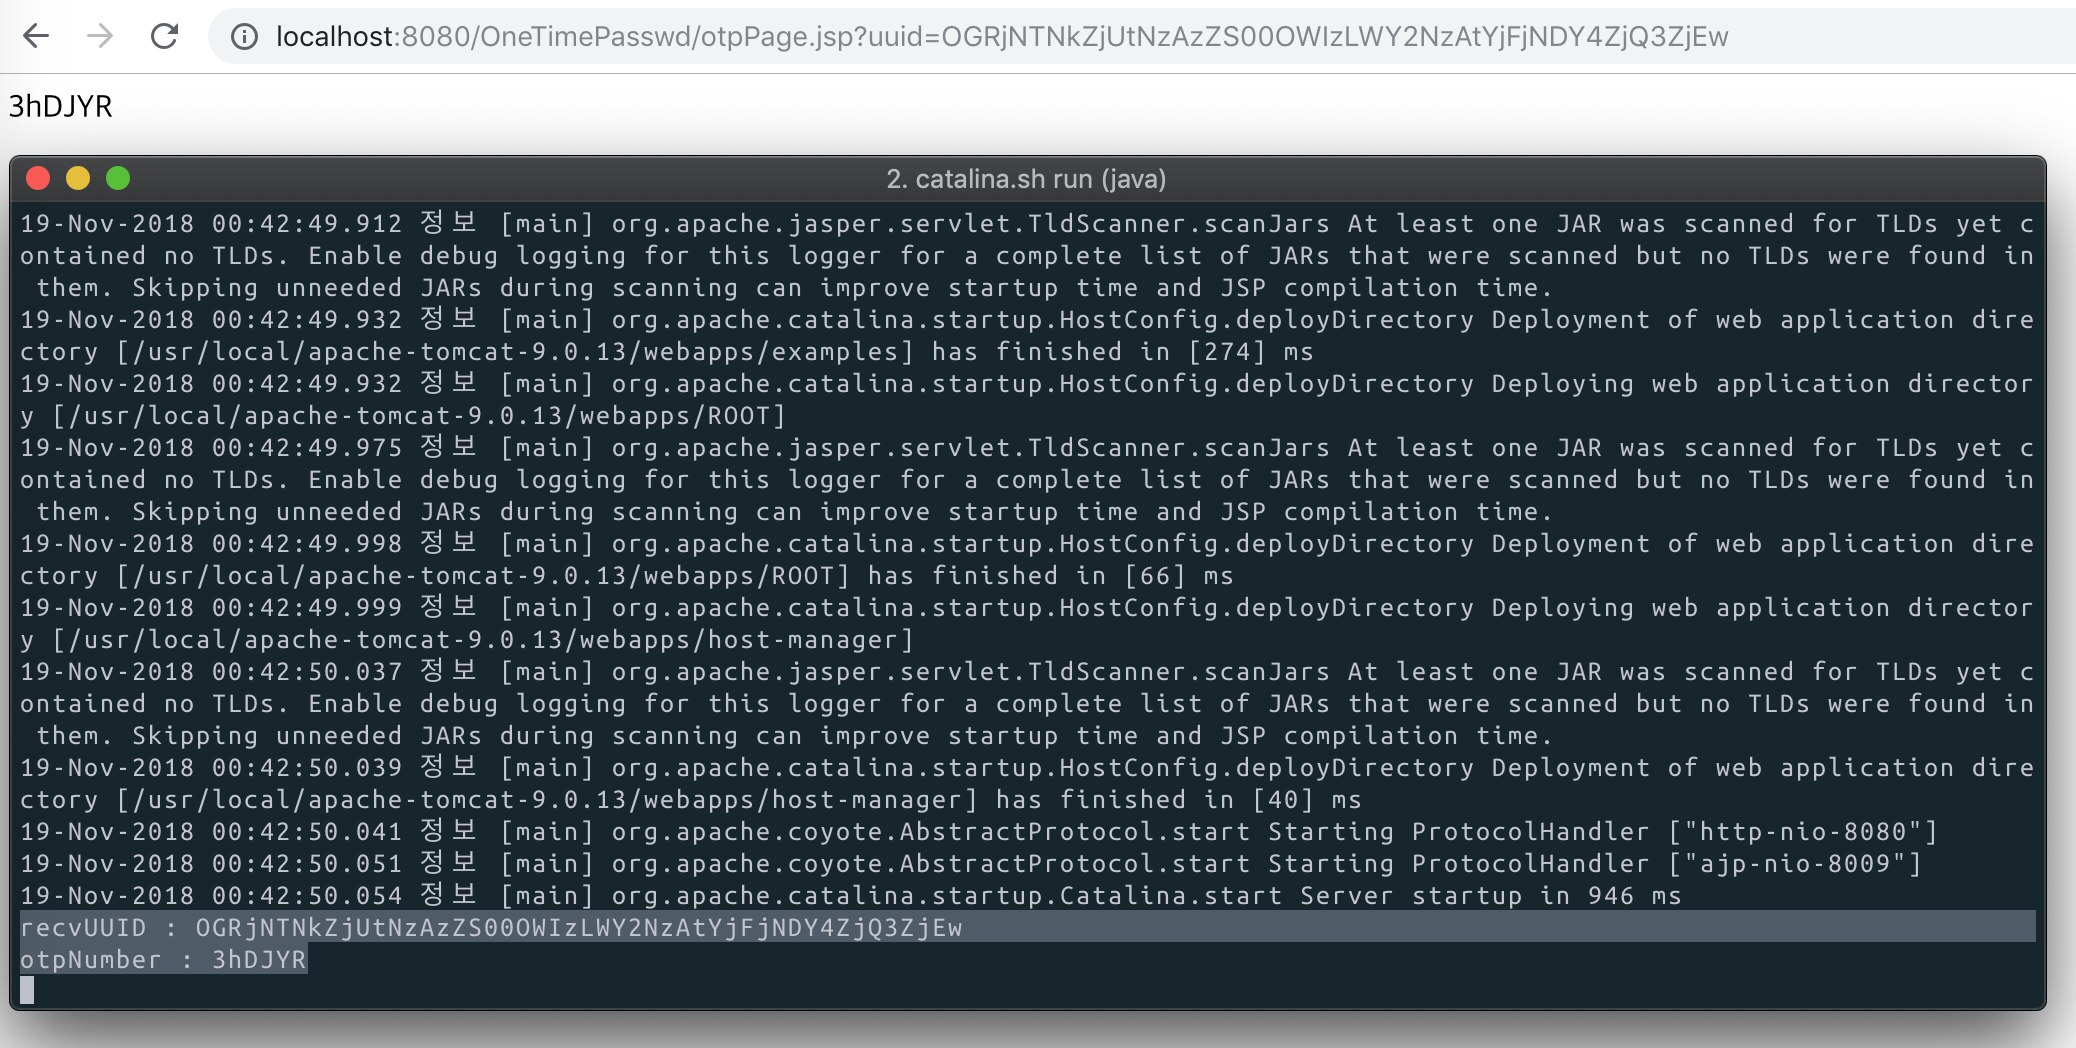 localhost:8080/OneTimePasswd/otpPage.jsp?uuid=OGRjNTNkZjUtNzAzZS00OWIzLWY2NzAtYjFjNDY4ZjQ3ZjEw
3hDJYR
2. catalina.sh run (java)
19-Nov-2018 00:42:49.912 정보 [main] org.apache.jasper.servlet.TldScanner.scanJars At least one JAR was scanned for TLDs yet c
ontained no TLDs. Enable debug logging for this logger for a complete list of JARs that were scanned but no TLDs were found in
them. Skipping unneeded JARs during scanning can improve startup time and JSP compilation time.
19-Nov-2018 00:42:49.932 정보 [main] org.apache.catalina.startup.HostConfig.deployDirectory Deployment of web application dire
ctory [/usr/local/apache-tomcat-9.0.13/webapps/examples] has finished in [274] ms
19-Nov-2018 00:42:49.932 정보 [main] org.apache.catalina.startup.HostConfig.deployDirectory Deploying web application director
y [/usr/local/apache-tomcat-9.0.13/webapps/ROOT]
19-Nov-2018 00:42:49.975 정보 [main] org.apache.jasper.servlet.TldScanner.scanJars At least one JAR was scanned for TLDs yet c
ontained no TLDs. Enable debug logging for this logger for a complete list of JARs that were scanned but no TLDs were found in
them. Skipping unneeded JARs during scanning can improve startup time and JSP compilation time.
19-Nov-2018 00:42:49.998 정보 [main] org.apache.catalina.startup.HostConfig.deployDirectory Deployment of web application dire
ctory [/usr/local/apache-tomcat-9.0.13/webapps/ROOT] has finished in [66] ms
19-Nov-2018 00:42:49.999 정보 [main] org.apache.catalina.startup.HostConfig.deployDirectory Deploying web application director
y [/usr/local/apache-tomcat-9.0.13/webapps/host-manager]
19-Nov-2018 00:42:50.037 정보 [main] org.apache.jasper.servlet.TldScanner.scanJars At least one JAR was scanned for TLDs yet c
ontained no TLDs. Enable debug logging for this logger for a complete list of JARs that were scanned but no TLDs were found in
them. Skipping unneeded JARs during scanning can improve startup time and JSP compilation time.
19-Nov-2018 00:42:50.039 정보 [main] org.apache.catalina.startup.HostConfig.deployDirectory Deployment of web application dire
ctory [/usr/local/apache-tomcat-9.0.13/webapps/host-manager] has finished in [40] ms
19-Nov-2018 00:42:50.041 정보 [main] org.apache.coyote.AbstractProtocol.start Starting ProtocolHandler ["http-nio-8080"]
19-Nov-2018 00:42:50.051 정보 [main] org.apache.coyote.AbstractProtocol.start Starting ProtocolHandler ["ajp-nio-8009"]
19-Nov-2018 00:42:50.054 정보 [main] org.apache.catalina.startup.Catalina.start Server startup in 946 ms
recvUUID : OGRjNTNkZjUtNzAzZS00OWIzLWY2NzAtYjFjNDY4ZjQ3ZjEw
otpNumber : 3hDJYR